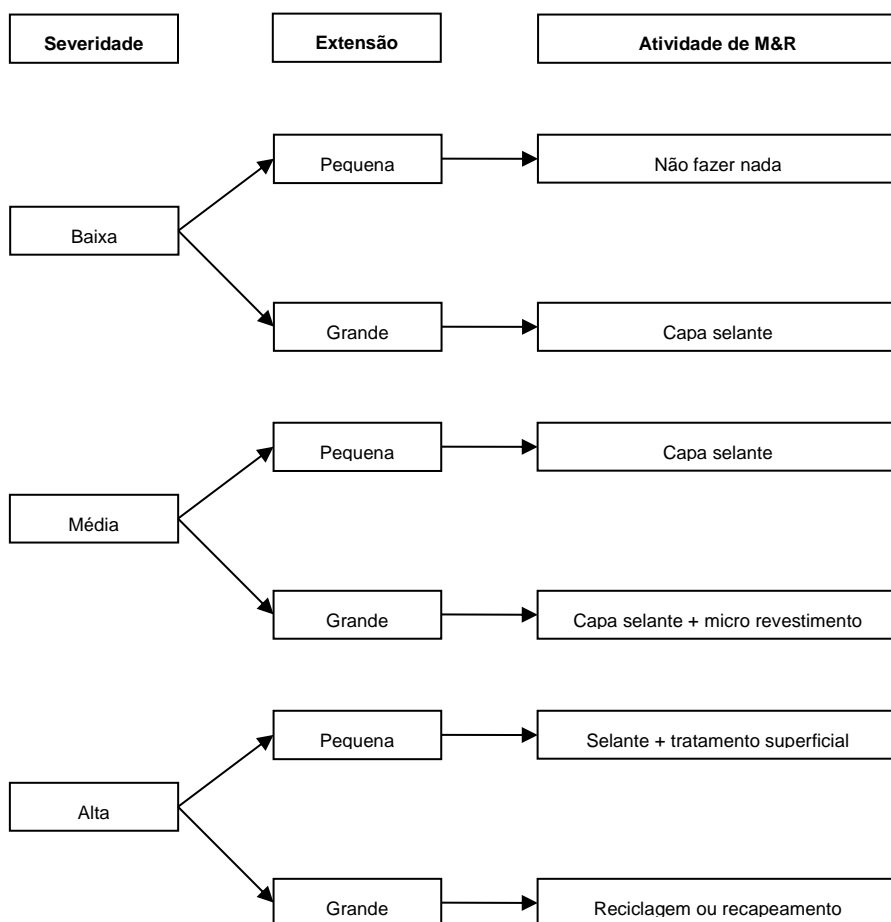 Severidade
Extensão
Atividade de M&R
Pequena
Não fazer nada
Baixa
Grande
Capa selante
Pequena
Capa selante
Média
Grande
Capa selante + micro revestimento
Pequena
Selante + tratamento superficial
Alta
Grande
Reciclagem ou recapeamento